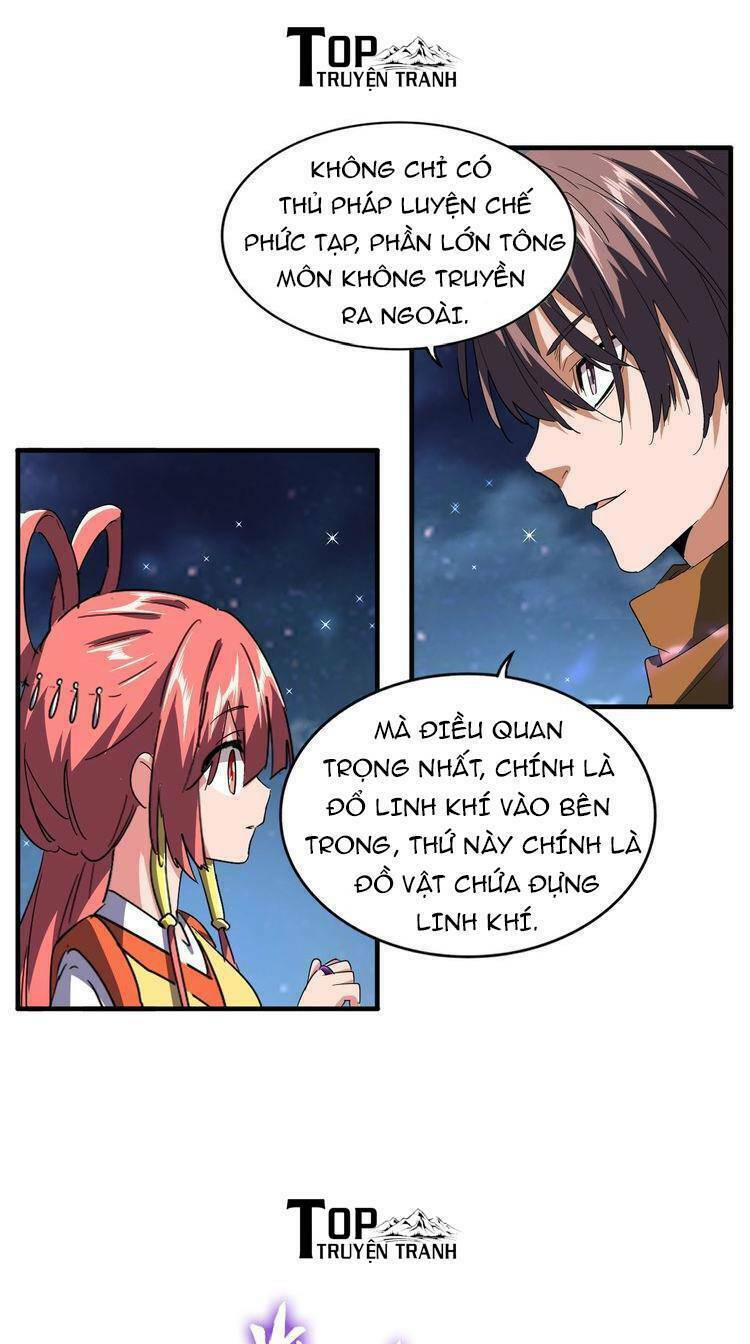 TOP
TRUYỆN TRANH
KHÔNG CHỈ CÓ
THỦ PHÁP LUYỆN CHẾ
PHỨC TẠP, PHẦN LỚN TÔNG
MÔN KHÔNG TRUYỀN
RA NGOÀI.
MÀ ĐIỀU QUAN
TRỌNG NHẤT, CHÍNH LÀ
ĐỔ LINH KHÍ VÀO BÊN
TRONG, THỨ NÀY CHÍNH LÀ
ĐỒ VẬT CHỨA ĐỰNG
LINH KHÍ.
TOP
TRUYỆN TRANH